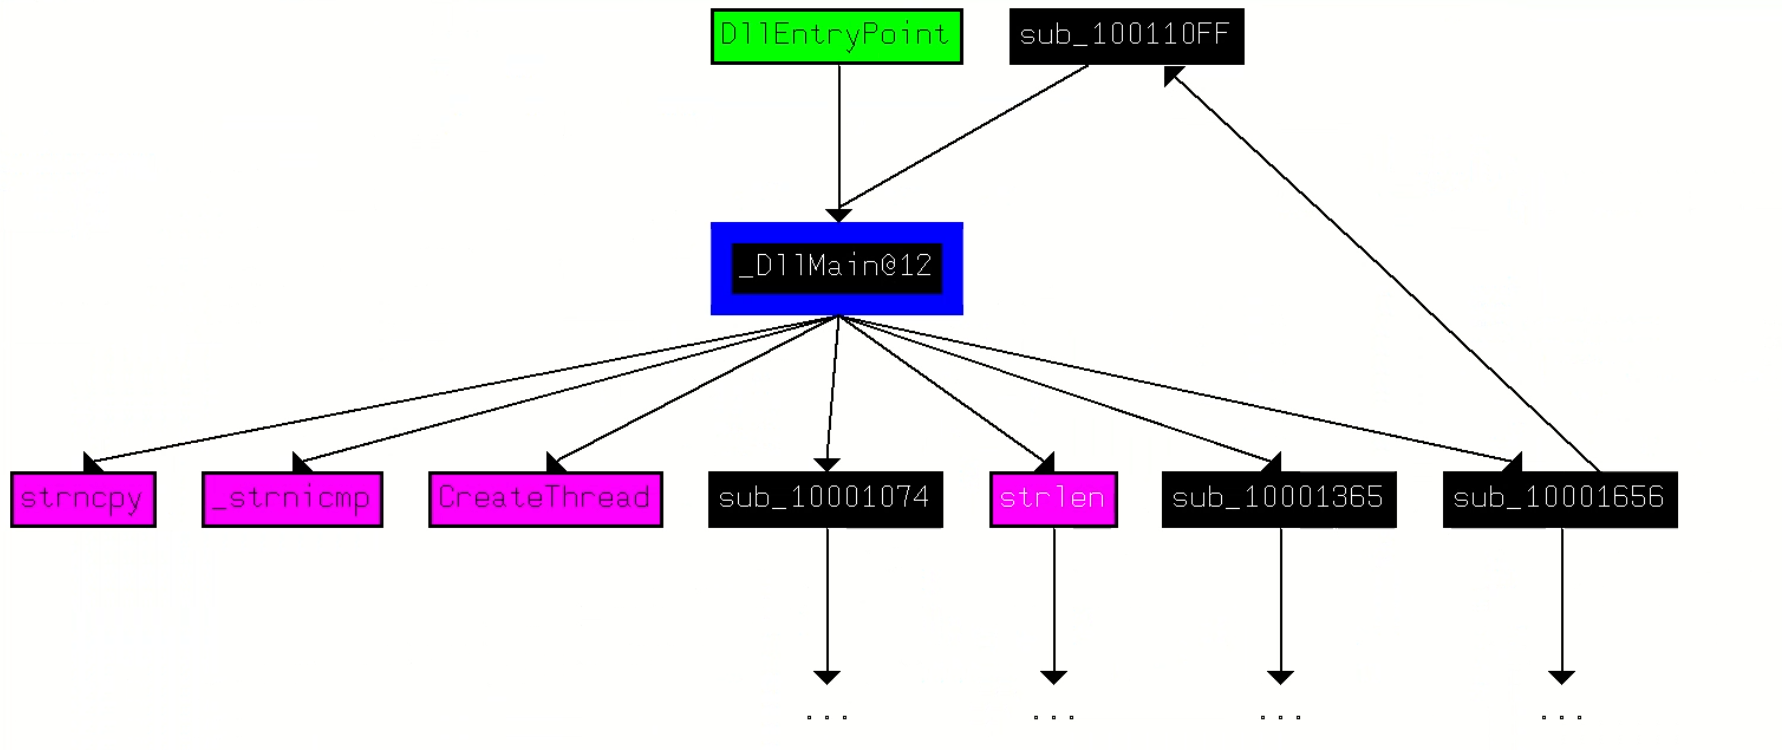 DllEntryPoint
sub_100110FF
_DllMain@12
strncpy
_strnicmp
CreateThread
sub_10001074
strlen
sub_10001365
sub_10001656
...
...
...
...